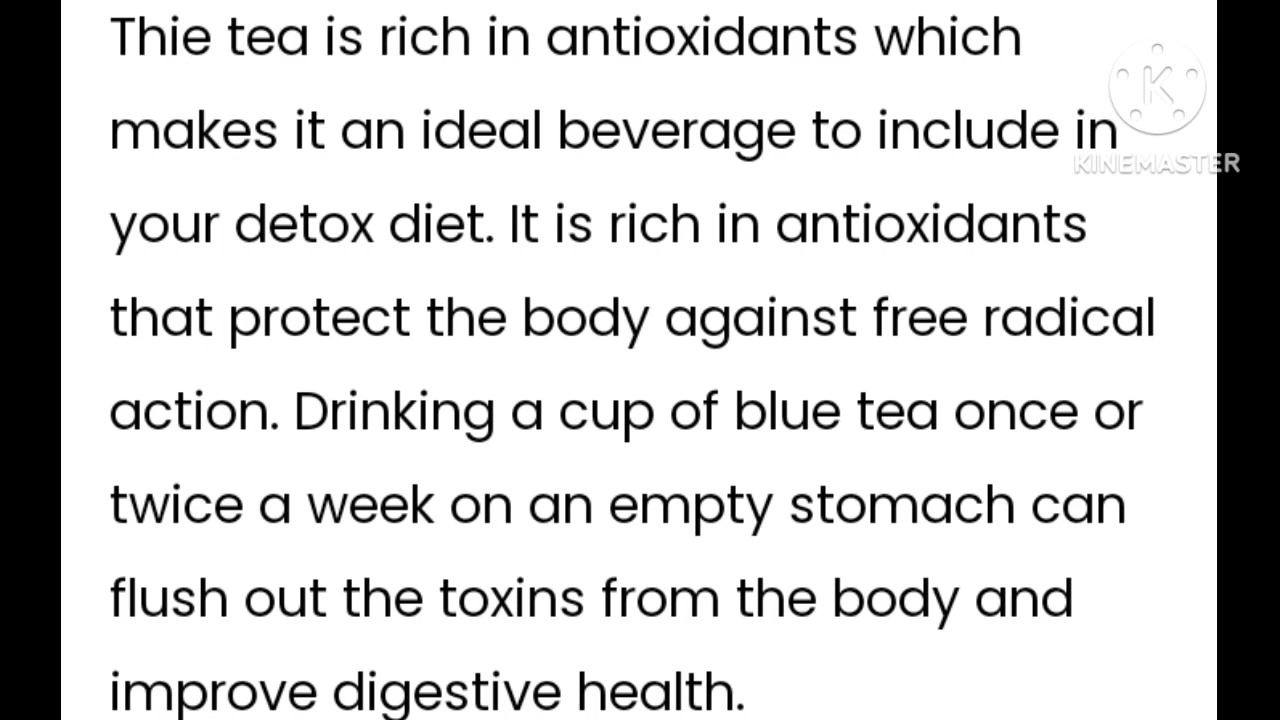 Thie tea is rich in antioxidants which
makes it an ideal beverage to include in
your detox diet. It is rich in antioxidants
that protect the body against free radical
action. Drinking a cup of blue tea once or
twice a week on an empty stomach can
flush out the toxins from the body and
improve digestive health.
K
KINEMASTER